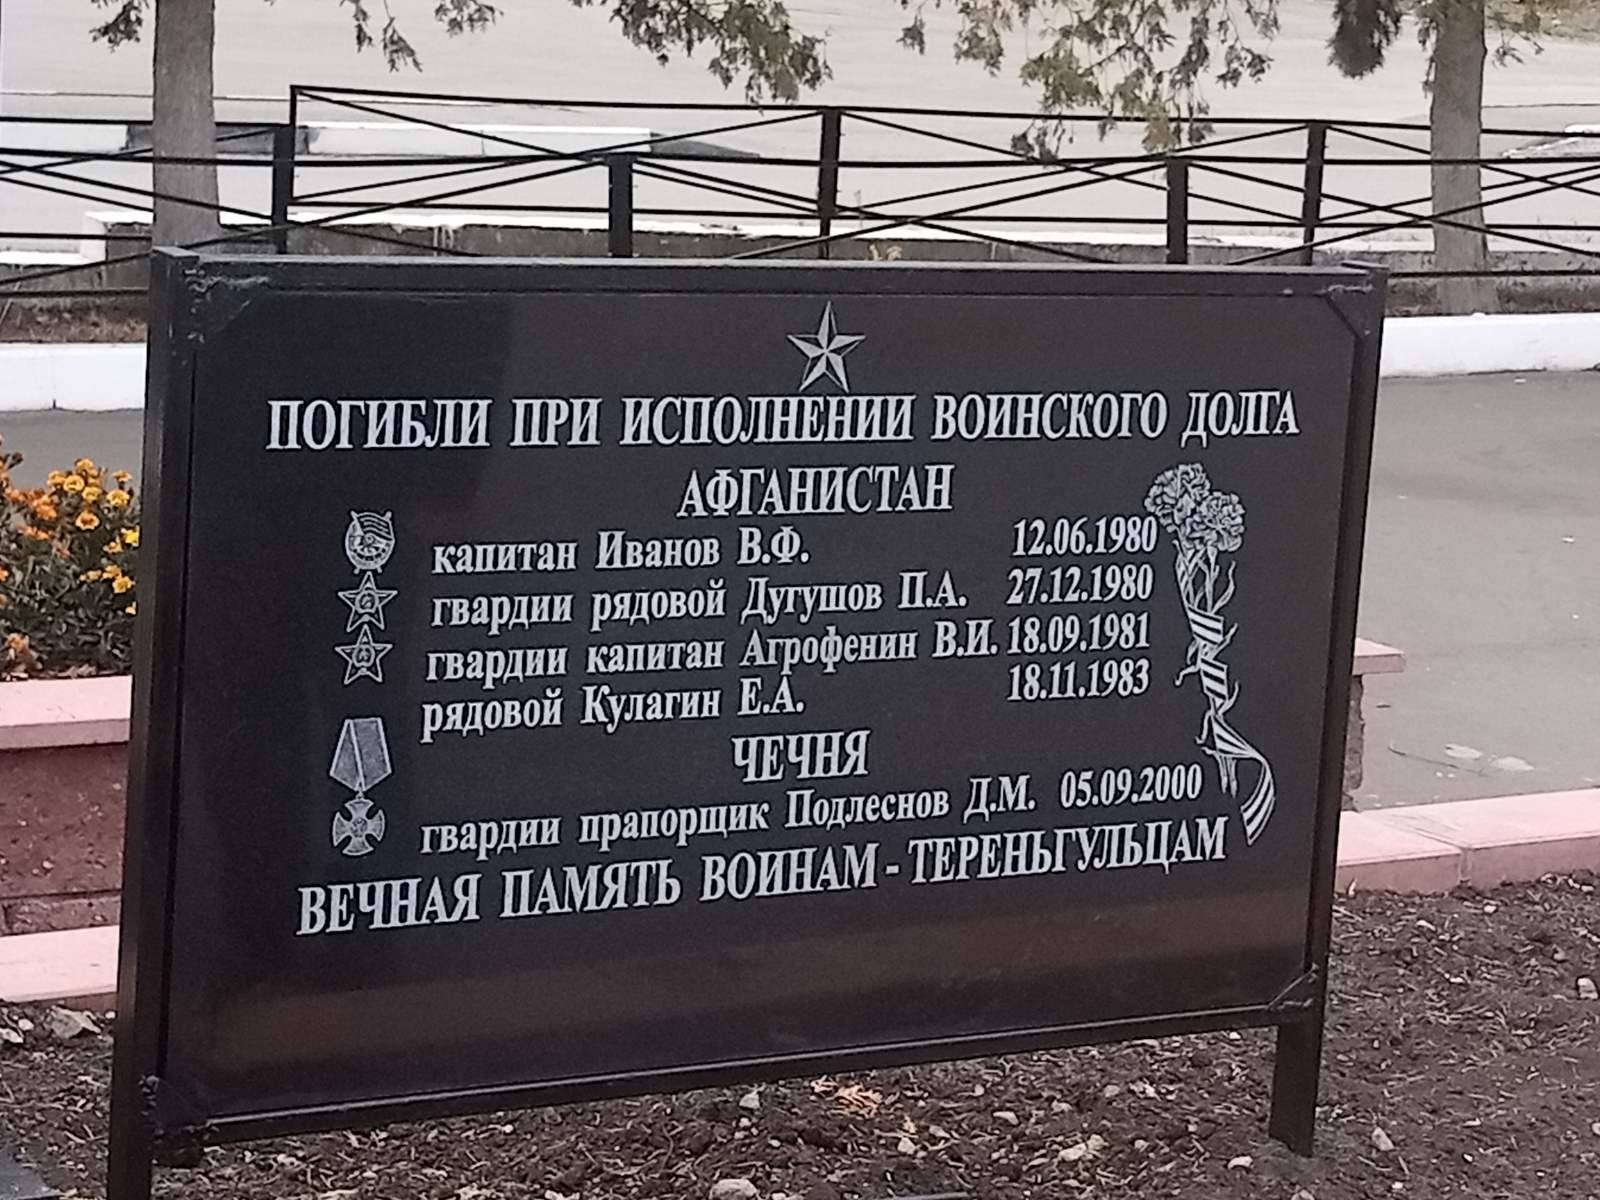 ПОГИБЛИ ПРИ ИСПОЛНЕНИИ ВОИНСКОГО ДОЛГА
АФГАНИСТАН
капитан Иванов В.Ф. 12.06.1980
гвардии рядовой Дугушов П.А. 27.12.1980
гвардии капитан Агрофенин В.И. 18.09.1981
рядовой Кулагин Е.А. 18.11.1983
ЧЕЧНЯ
гвардии прапорщик Подлеснов Д.М. 05.09.2000
ВЕЧНАЯ ПАМЯТЬ ВОИНАМ - ТЕРЕНЬГУЛЬЦАМ